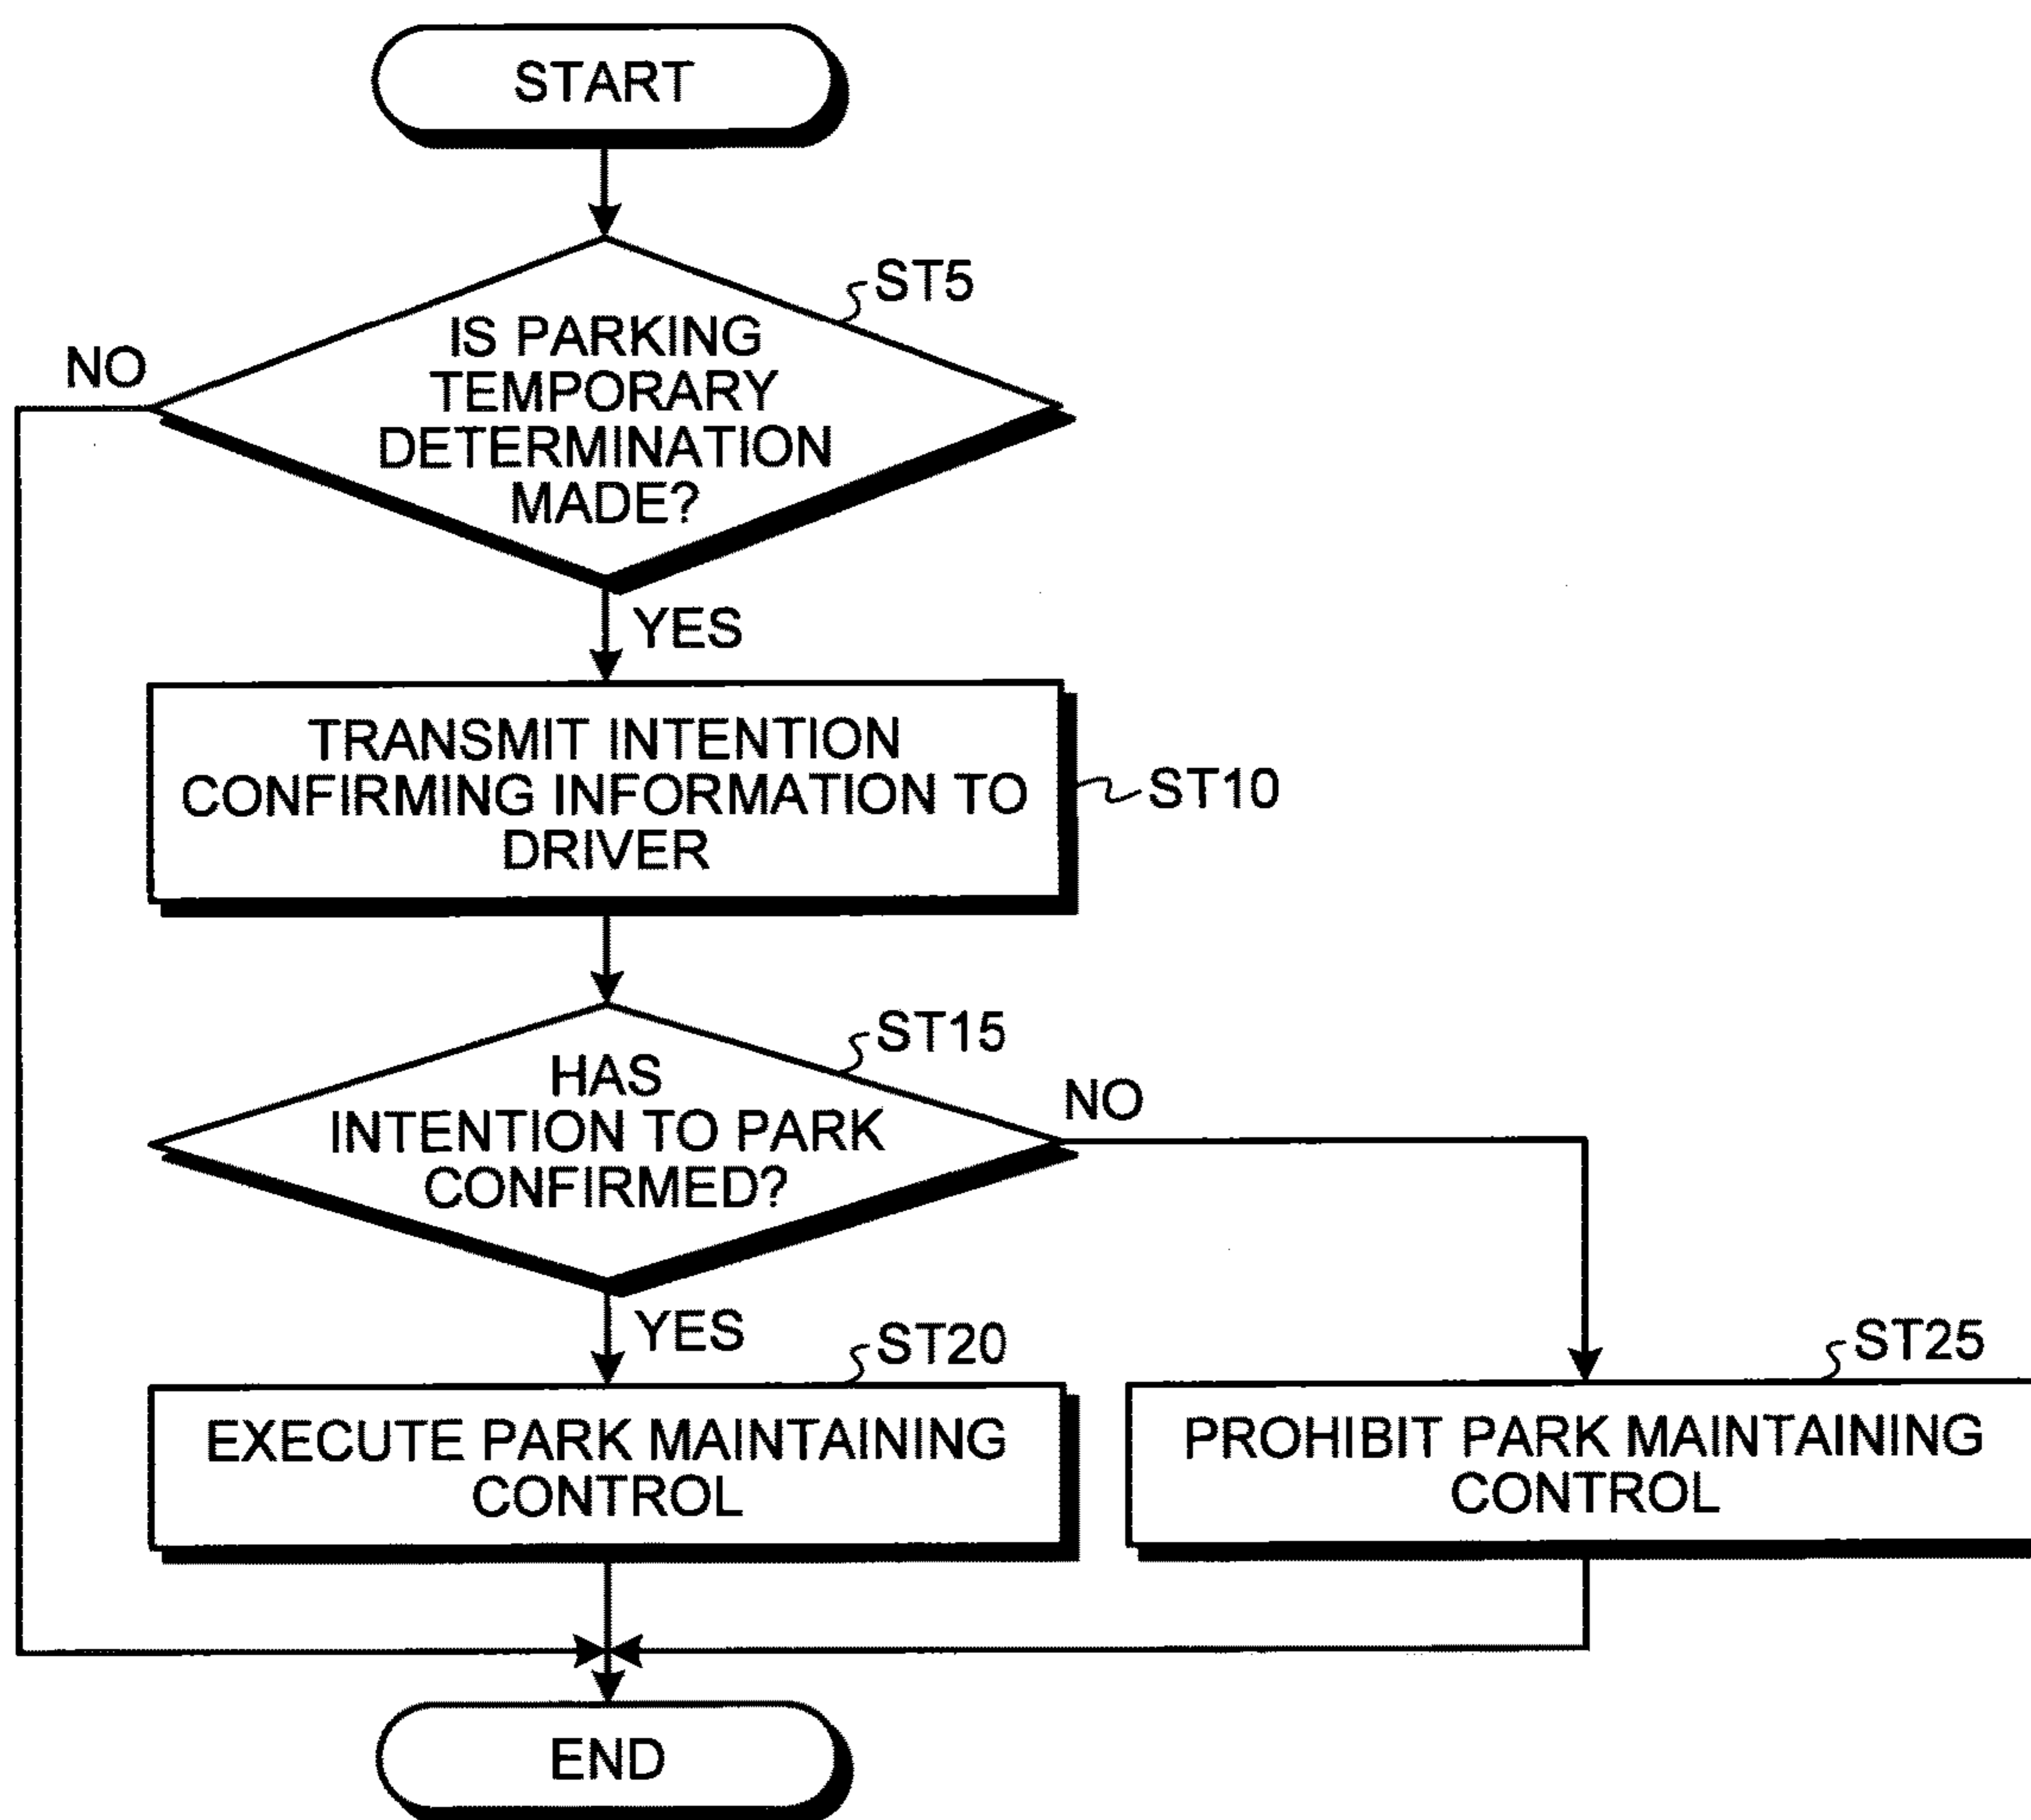 START
ST5
IS PARKING
TEMPORARY
DETERMINATION
MADE?
NO
YES
TRANSMIT INTENTION
CONFIRMING INFORMATION TO
DRIVER
ST10
ST15
HAS
INTENTION TO PARK
CONFIRMED?
NO
YES
ST20
EXECUTE PARK MAINTAINING
CONTROL
ST25
PROHIBIT PARK MAINTAINING
CONTROL
END